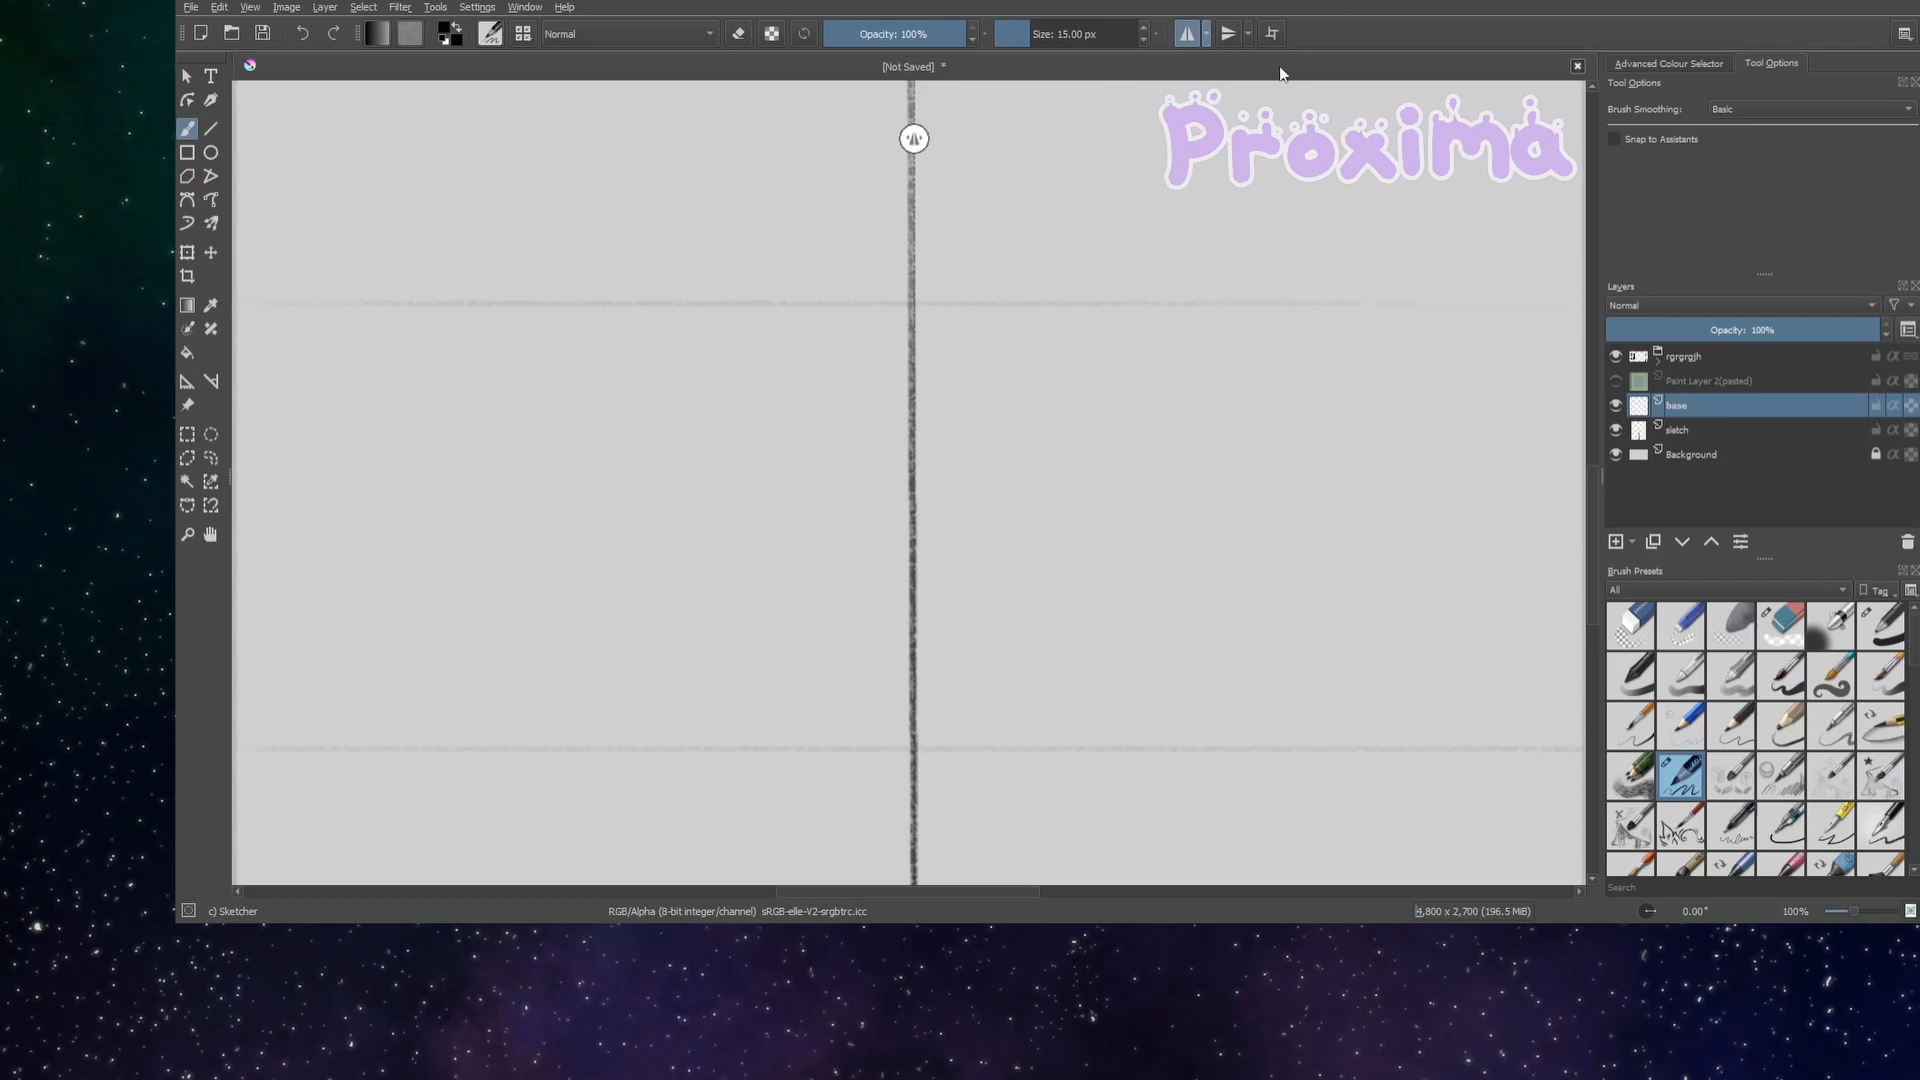 File Edit View Image Layer Select Filter Tools Settings Window Help
Normal Opacity: 100% Size: 15.00 px
[Not Saved] *
Advanced Colour Selector Tool Options
Tool Options
Brush Smoothing: Basic
Snap to Assistants
Proxima
Layers
Normal
Opacity: 100%
rgrgrgjh
Paint Layer 2(pasted)
base
sletch
Background
Brush Presets
All Tag
Search
c) Sketcher RGB/Alpha (8-bit integer/channel) sRGB-elle-V2-srgbtrc.icc 4,800 x 2,700 (196.5 MiB) 0.00° 100%